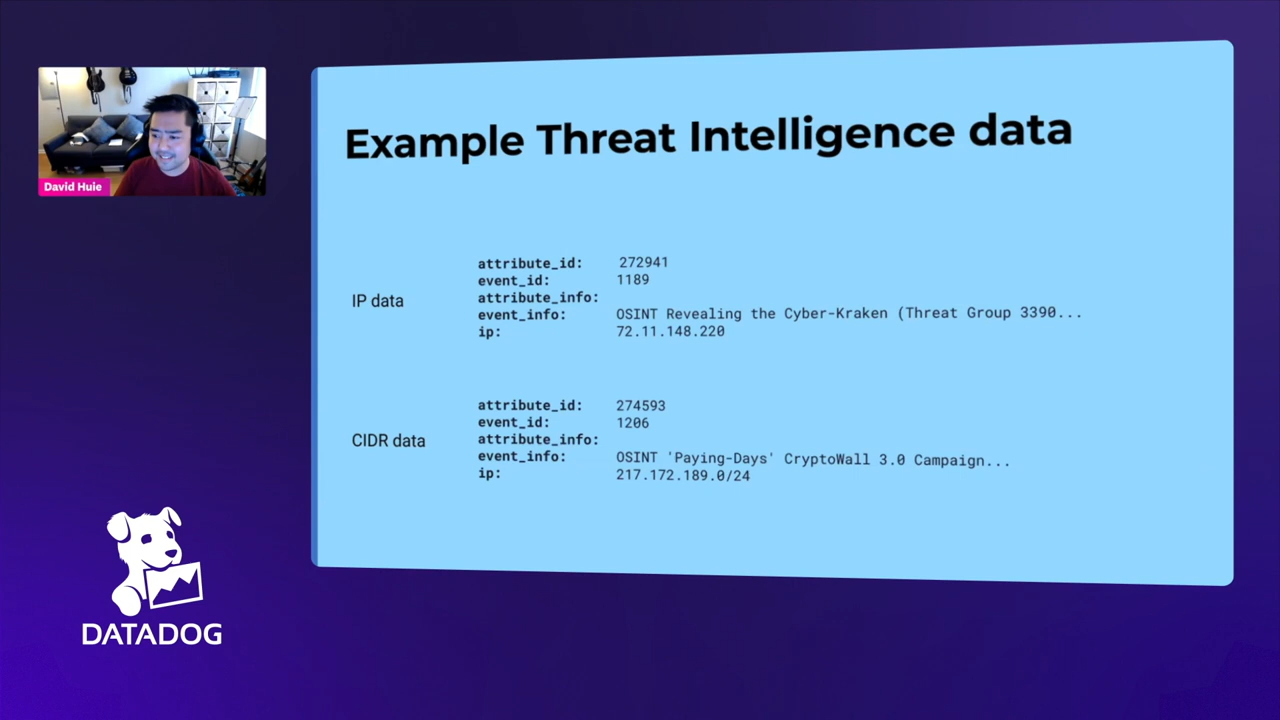 David Huie
Example Threat Intelligence data
IP data
attribute_id: 272941
event_id: 1189
attribute_info:
event_info: OSINT Revealing the Cyber-Kraken (Threat Group 3390...
ip: 72.11.148.220
CIDR data
attribute_id: 274593
event_id: 1206
attribute_info:
event_info: OSINT 'Paying-Days' CryptoWall 3.0 Campaign...
ip: 217.172.189.0/24
DATADOG